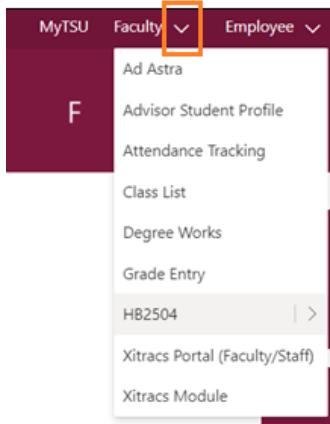 MyTSU Faculty Employee
F
Ad Astra
Advisor Student Profile
Attendance Tracking
Class List
Degree Works
Grade Entry
HB2504
Xitracs Portal (Faculty/Staff)
Xitracs Module